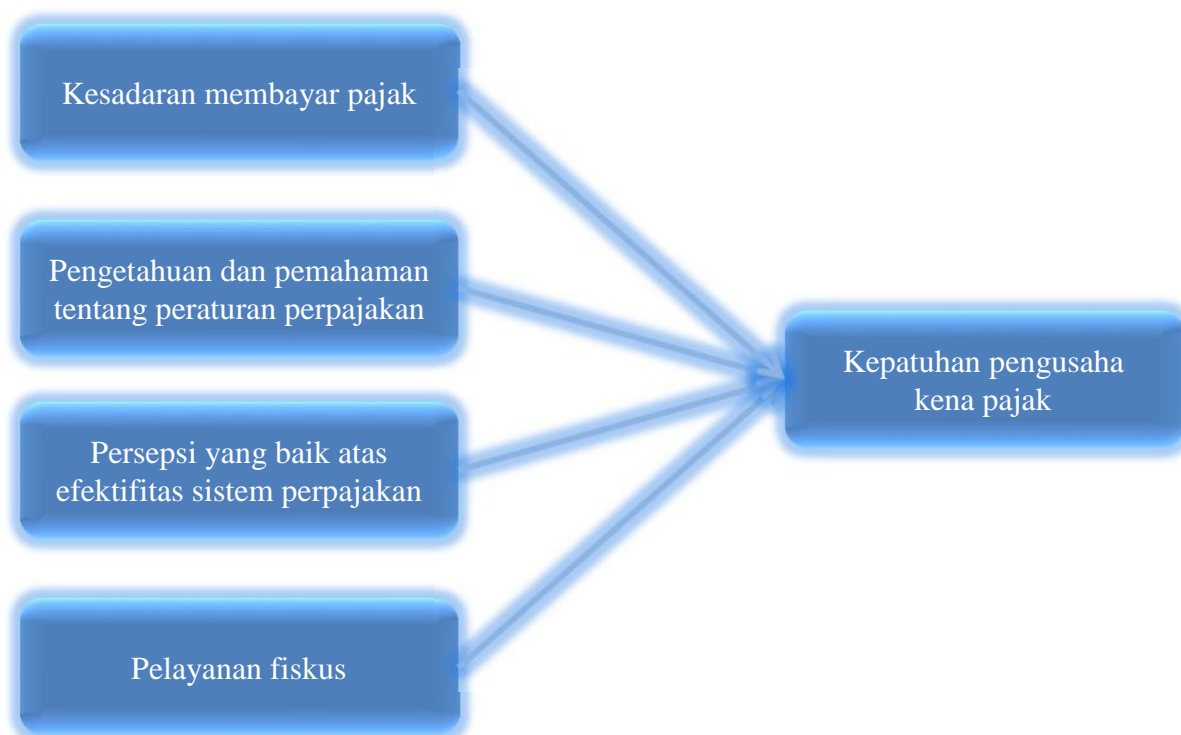 Kesadaran membayar pajak
Pengetahuan dan pemahaman
tentang peraturan perpajakan
Persepsi yang baik atas
efektifitas sistem perpajakan
Pelayanan fiskus
Kepatuhan pengusaha
kena pajak